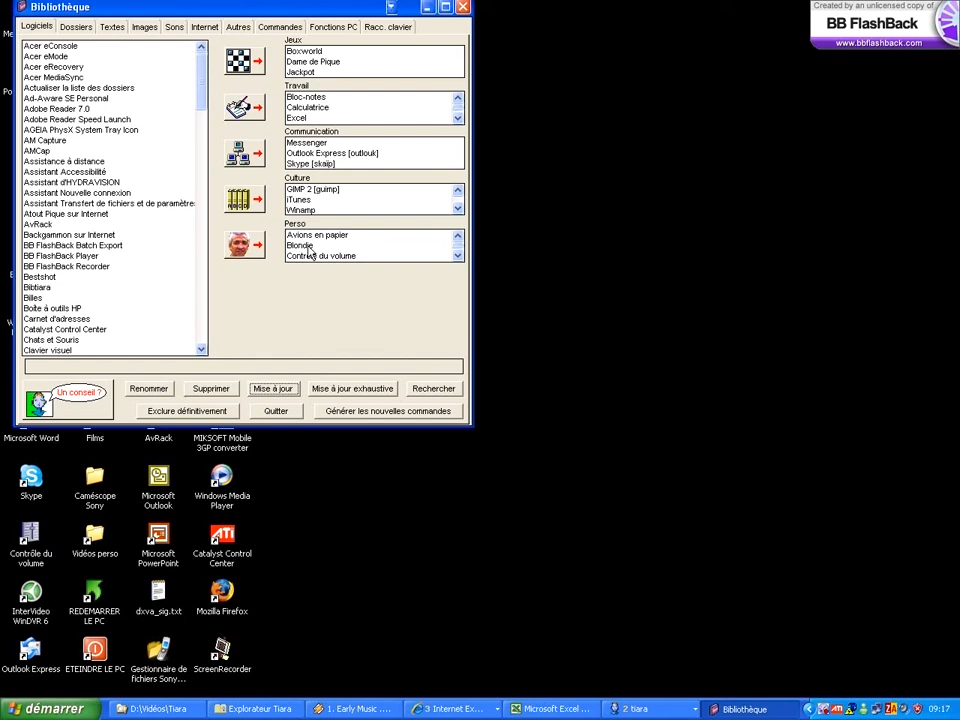 Bibliothèque
Created by an unlicensed copy of
BB FlashBack
www.bbflashback.com
Logiciels Dossiers Textes Images Sons Internet Autres Commandes Fonctions PC Racc. clavier
Acer eConsole
Acer eMode
Acer eRecovery
Acer MediaSync
Actualiser la liste des dossiers
Ad-Aware SE Personal
Adobe Reader 7.0
Adobe Reader Speed Launch
AGEIA PhysX System Tray Icon
AM Capture
AMCap
Assistance à distance
Assistant Accessibilité
Assistant d'HYDRAVISION
Assistant Nouvelle connexion
Assistant Transfert de fichiers et de paramètres
Atout Pique sur Internet
AvRack
Backgammon sur Internet
BB FlashBack Batch Export
BB FlashBack Player
BB FlashBack Recorder
Bestshot
Bibtiara
Billes
Boîte à outils HP
Carnet d'adresses
Catalyst Control Center
Chats et Souris
Clavier visuel
Jeux
Boxworld
Dame de Pique
Jackpot
Travail
Bloc-notes
Calculatrice
Excel
Communication
Messenger
Outlook Express [outlouk]
Skype [skaïp]
Culture
GIMP 2 [guimp]
iTunes
Winamp
Perso
Avions en papier
Blondie
Contrôle du volume
Un conseil ?
Renommer Supprimer Mise à jour Mise à jour exhaustive Rechercher
Exclure définitivement Quitter Générer les nouvelles commandes
Microsoft Word
Films
AvRack
MIKSOFT Mobile
3GP converter
Skype
Caméscope
Sony
Microsoft
Outlook
Windows Media
Player
Contrôle du
volume
Vidéos perso
Microsoft
PowerPoint
Catalyst Control
Center
InterVideo
WinDVR 6
REDEMARRER
LE PC
dxva_sig.txt
Mozilla Firefox
Outlook Express
ETEINDRE LE PC
Gestionnaire de
fichiers Sony...
ScreenRecorder
démarrer D:\Vidéos\Tiara Explorateur Tiara 1. Early Music .... 3 Internet Ex... Microsoft Excel ... 2 tiara Bibliothèque 09:17